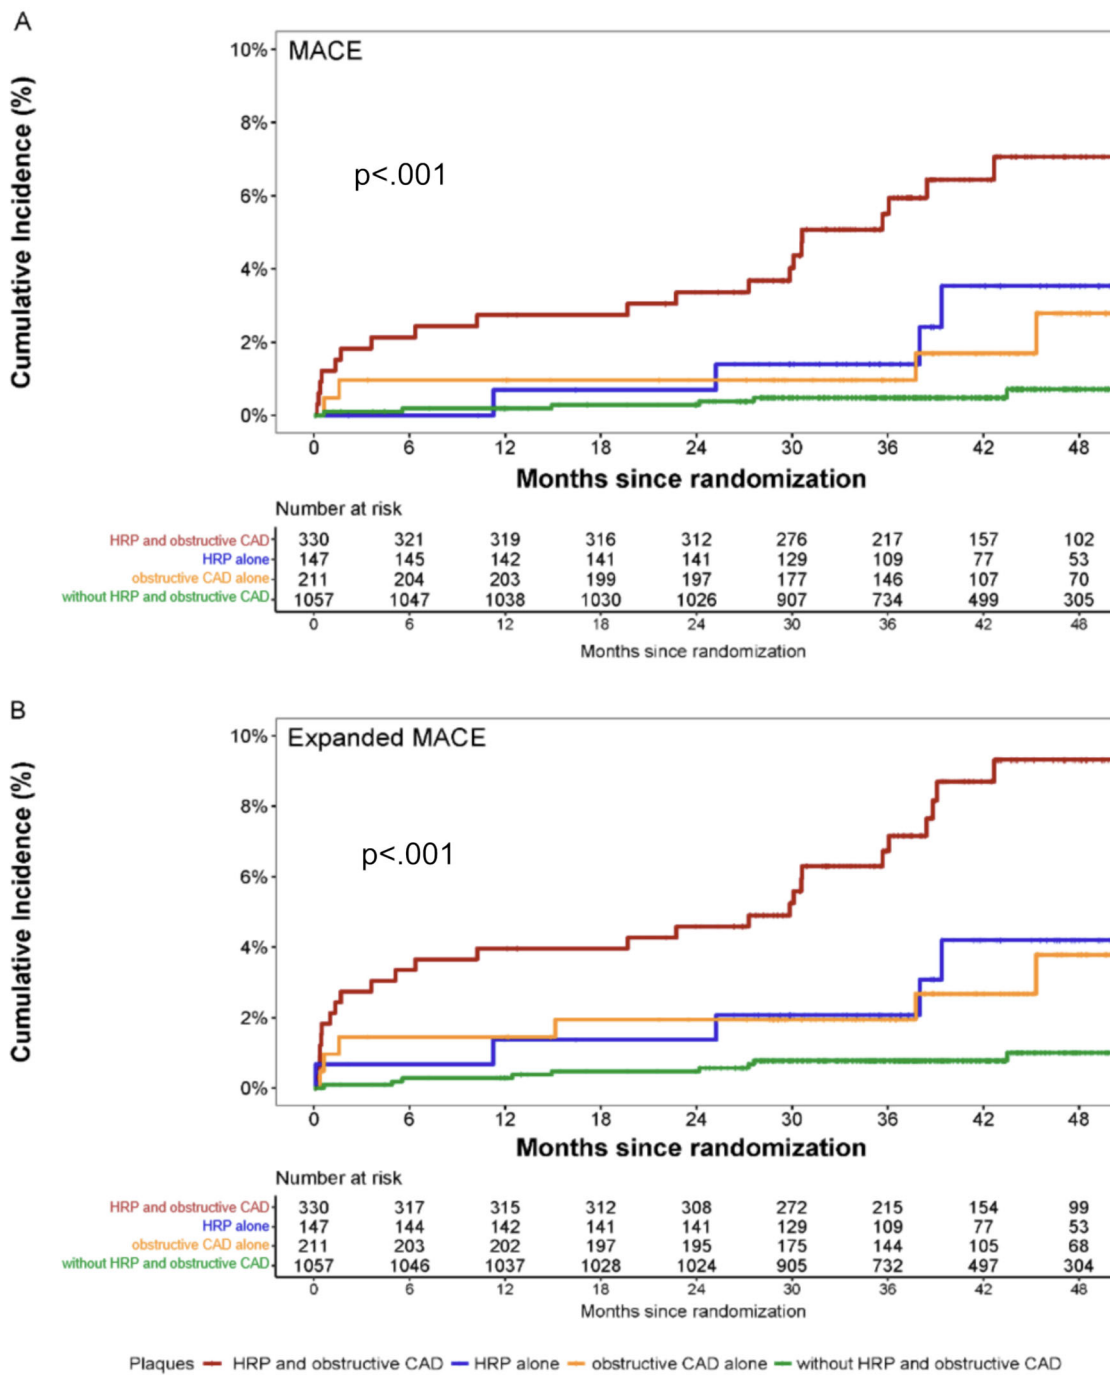 A
MACE
p<.001
Cumulative Incidence (%)
10%
8%
6%
4%
2%
0%
0 6 12 18 24 30 36 42 48
Months since randomization
Number at risk
HRP and obstructive CAD 330 321 319 316 312 276 217 157 102
HRP alone 147 145 142 141 141 129 109 77 53
obstructive CAD alone 211 204 203 199 197 177 146 107 70
without HRP and obstructive CAD 1057 1047 1038 1030 1026 907 734 499 305
0 6 12 18 24 30 36 42 48
Months since randomization
B
Expanded MACE
p<.001
Cumulative Incidence (%)
10%
8%
6%
4%
2%
0%
0 6 12 18 24 30 36 42 48
Months since randomization
Number at risk
HRP and obstructive CAD 330 317 315 312 308 272 215 154 99
HRP alone 147 144 142 141 141 129 109 77 53
obstructive CAD alone 211 203 202 197 195 175 144 105 68
without HRP and obstructive CAD 1057 1046 1037 1028 1024 905 732 497 304
0 6 12 18 24 30 36 42 48
Months since randomization
Plaques HRP and obstructive CAD HRP alone obstructive CAD alone without HRP and obstructive CAD